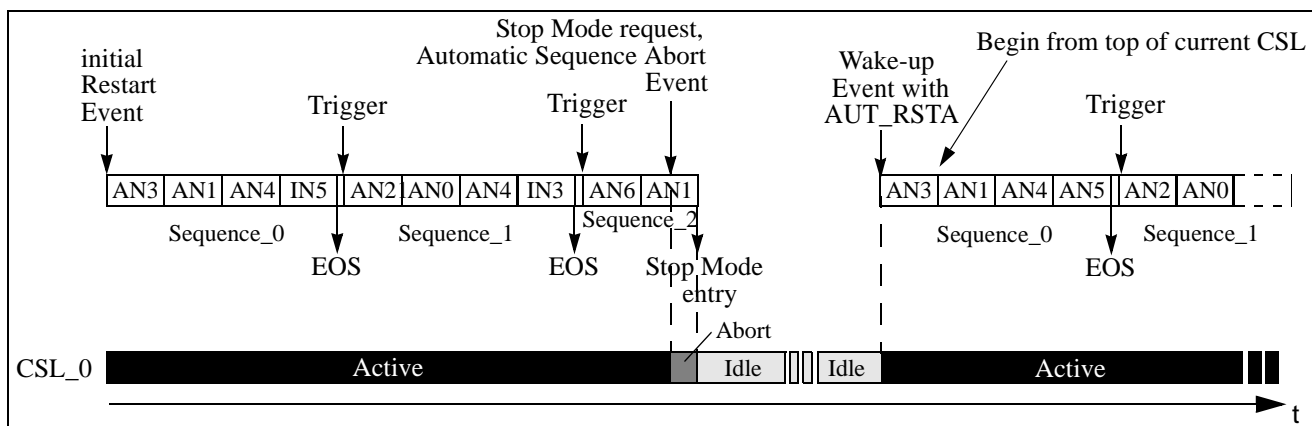 initial
Restart
Event
Trigger
Stop Mode request,
Automatic Sequence Abort
Event
Trigger
Wake-up
Event with
AUT_RSTA
Begin from top of current CSL
Trigger
AN3 AN1 AN4 IN5 AN21 AN0 AN4 IN3 AN6 AN1
AN3 AN1 AN4 AN5 AN2 AN0
Sequence_0 Sequence_1 Sequence_2
Sequence_0 Sequence_1
EOS EOS Stop Mode
entry
EOS
Abort
CSL_0 Active Idle Idle Active
t